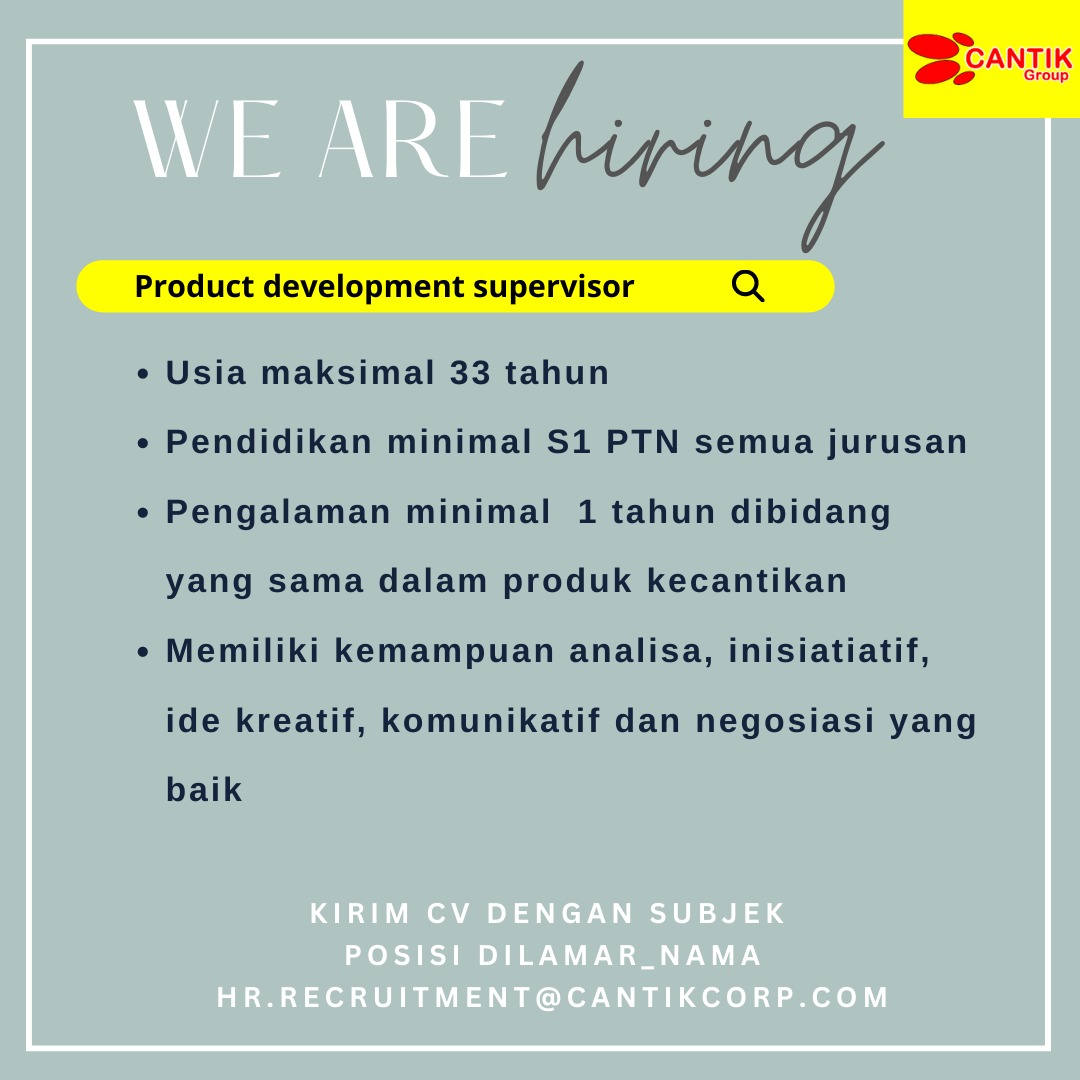 CANTIK
Group
WE ARE hiring
Product development supervisor
• Usia maksimal 33 tahun
• Pendidikan minimal S1 PTN semua jurusan
• Pengalaman minimal  1 tahun dibidang
yang sama dalam produk kecantikan
• Memiliki kemampuan analisa, inisiatiatif,
ide kreatif, komunikatif dan negosiasi yang
baik
KIRIM CV DENGAN SUBJEK
POSISI DILAMAR_NAMA
HR.RECRUITMENT@CANTIKCORP.COM